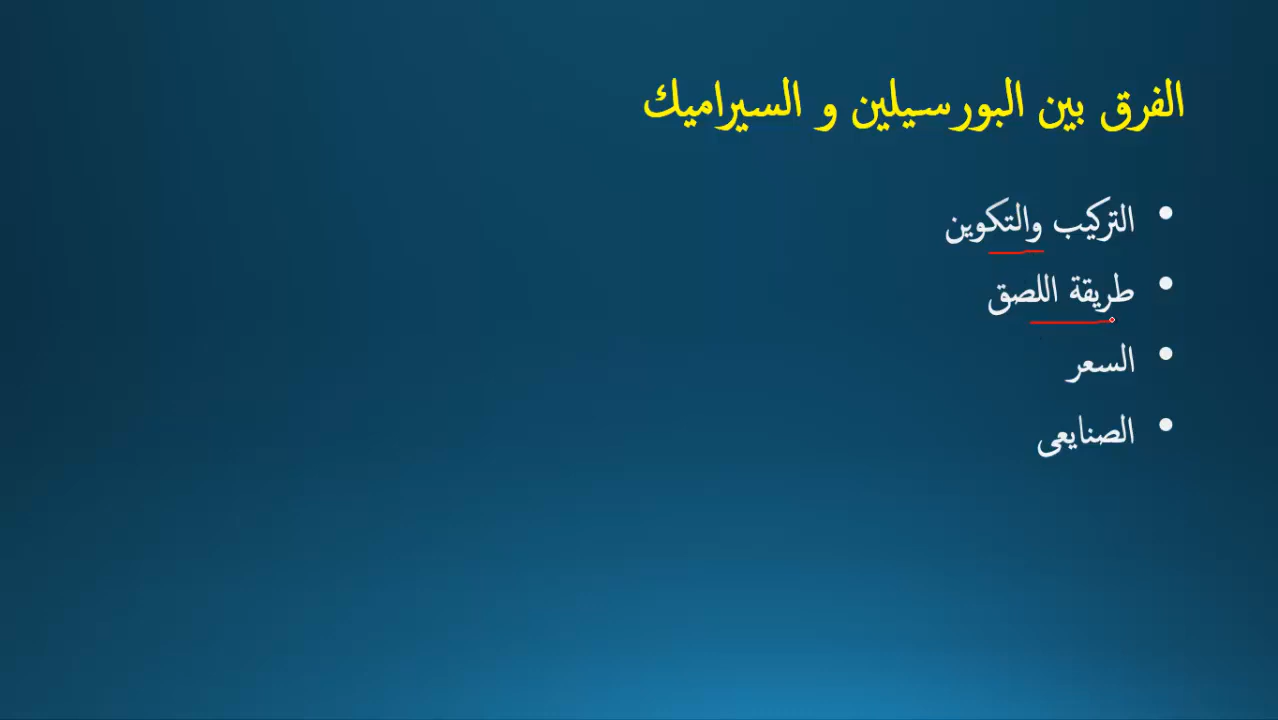 الفرق بين البورسيلين و السيراميك
• التركيب والتكوين
• طريقة اللصق
• السعر
• الصنايعى